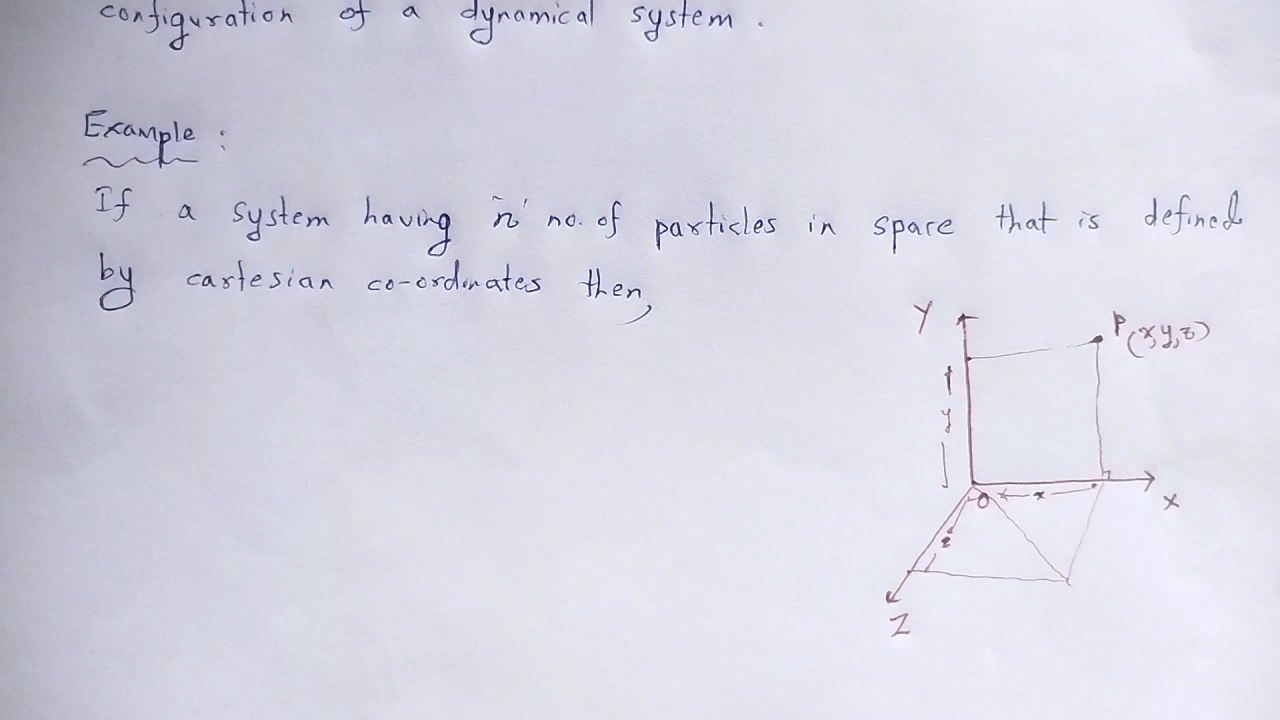 configuration of a dynamical system.
Example :
If a system having 'n' no. of particles in space that is defined
by cartesian co-ordinates then,
Y
P(x,y,z)
y
O
x
X
z
Z